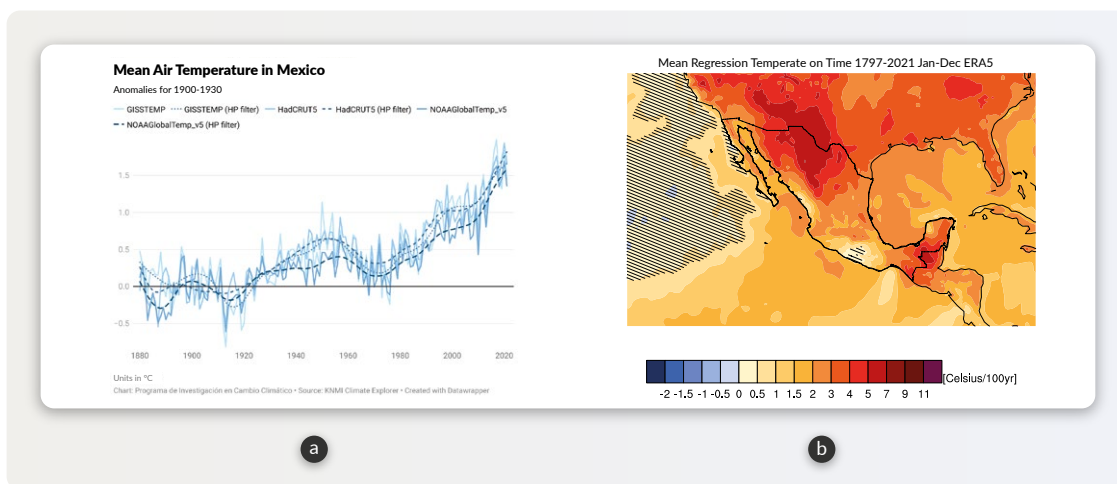 Mean Air Temperature in Mexico
Anomalies for 1900-1930
GISSTEMP GISSTEMP (HP filter) HadCRUT5 HadCRUT5 (HP filter) NOAAGlobalTemp_v5
NOAAGlobalTemp_v5 (HP filter)
1.5
1.0
0.5
0.0
-0.5
1880 1900 1920 1940 1960 1980 2000 2020
Units in °C
Chart: Programa de Investigación en Cambio Climático • Source: KNMI Climate Explorer • Created with Datawrapper
a
Mean Regression Temperate on Time 1797-2021 Jan-Dec ERA5
[Celsius/100yr]
-2 -1.5 -1 -0.5 0 0.5 1 1.5 2 3 4 5 7 9 11
b